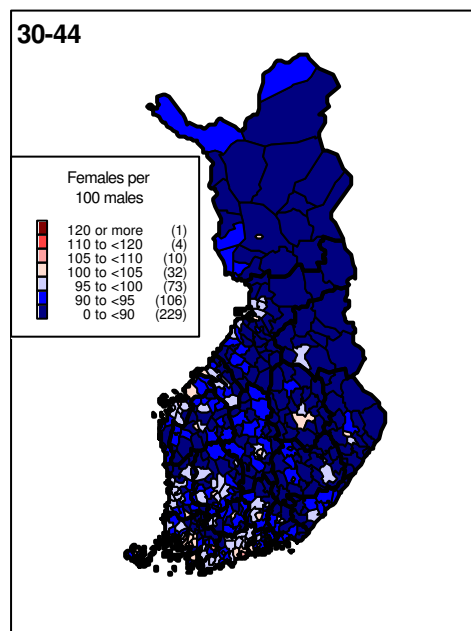 30-44
Females per
100 males
120 or more (1)
110 to <120 (4)
105 to <110 (10)
100 to <105 (32)
95 to <100 (73)
90 to <95 (106)
0 to <90 (229)